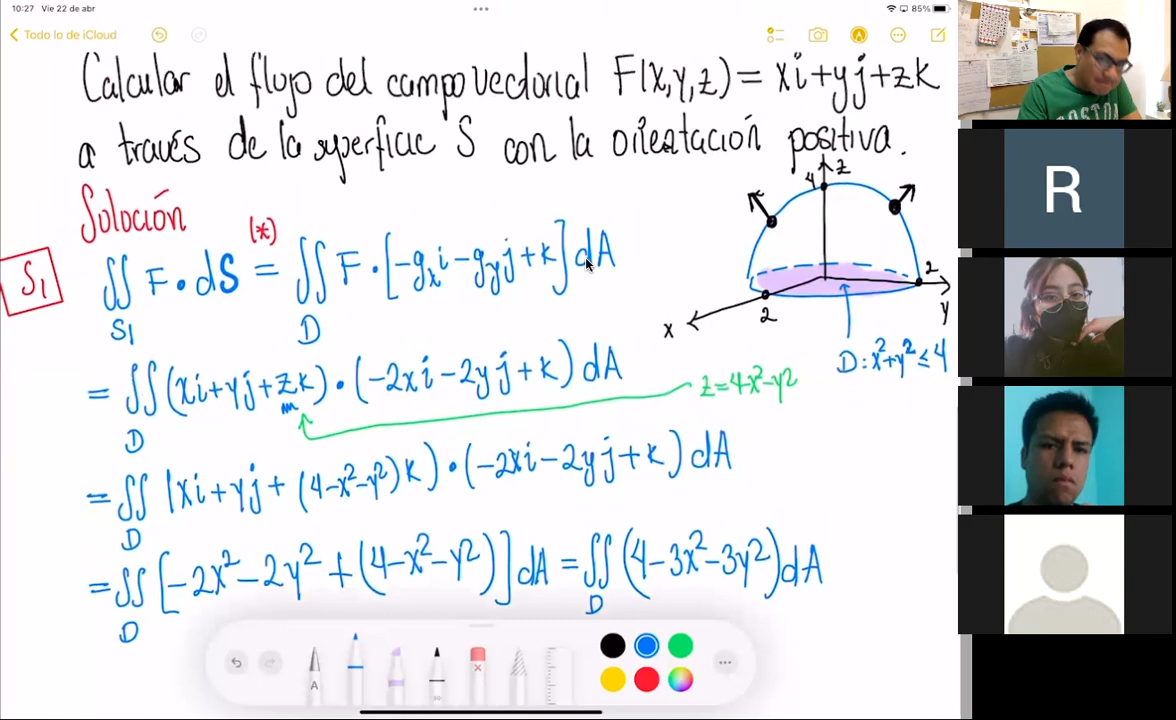 10:27 Vie 22 de abr
85%
Todo lo de iCloud
Calcular el flujo del campo vectorial F(x,y,z) = xi+yj+zk
a través de la superficie S con la orientación positiva.
Solución
S1
(*)
∬ F • dS = ∬ F • [-gxi - gyj + k] dA
S1 D
= ∬ (xi+yj+zk) • (-2xi - 2yj + k) dA
D
z = 4-x²-y²
= ∬ (xi+yj+(4-x²-y²)k) • (-2xi - 2yj + k) dA
D
= ∬ [-2x² - 2y² + (4-x²-y²)] dA = ∬ (4-3x²-3y²) dA
D D
4 z
2
y
x
2
D: x²+y² ≤ 4
A
R
BOSTON